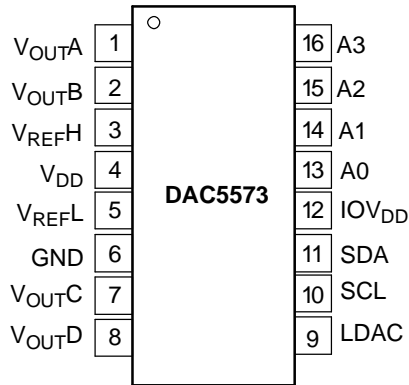 VOUTA 1 16 A3
VOUTB 2 15 A2
VREFH 3 14 A1
VDD 4 13 A0
DAC5573
VREFL 5 12 IOVDD
GND 6 11 SDA
VOUTC 7 10 SCL
VOUTD 8 9 LDAC